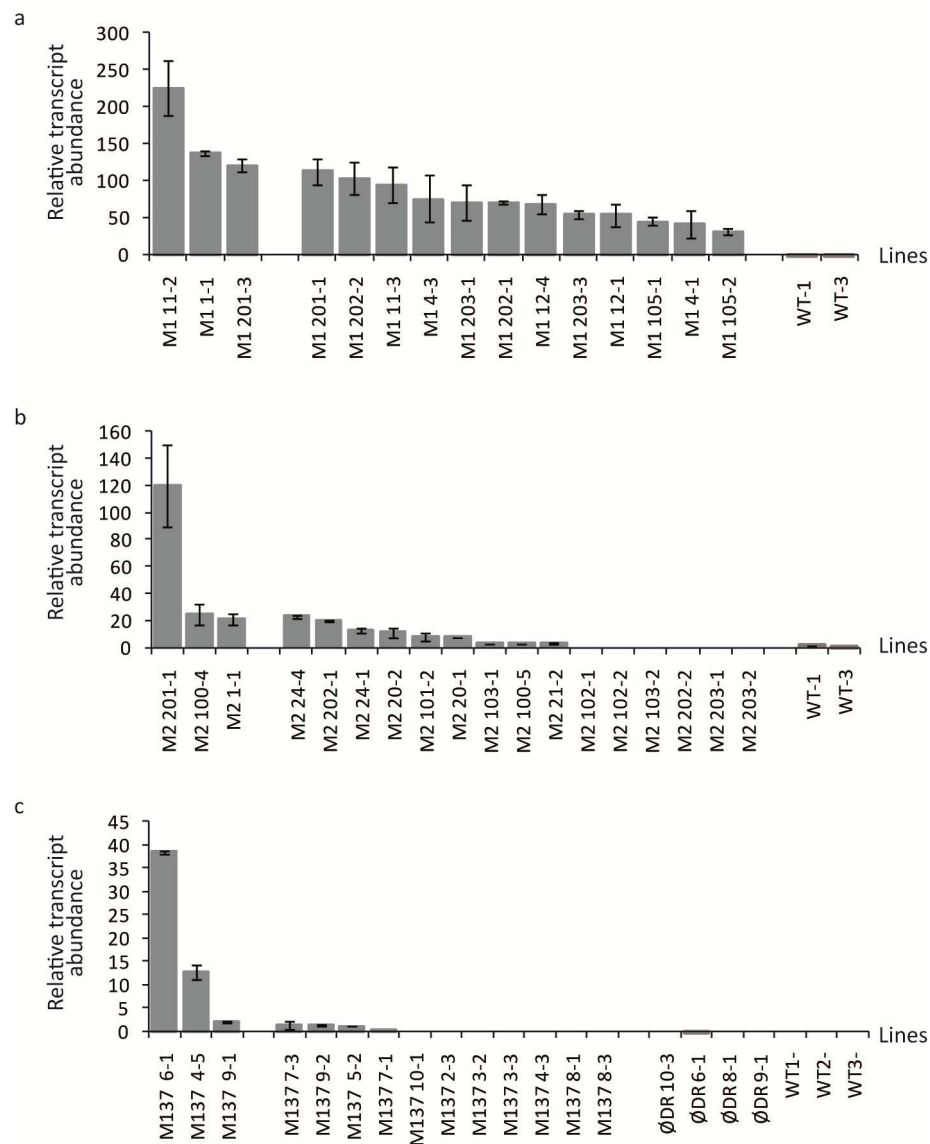 a
Relative transcript
abundance
300
250
200
150
100
50
0
Lines
M1 11-2
M1 11-1
M1 201-3
M1 201-1
M1 202-2
M1 11-3
M1 4-3
M1 203-1
M1 202-1
M1 12-4
M1 203-3
M1 12-1
M1 105-1
M1 4-1
M1 105-2
WT-1
WT-3
b
Relative transcript
abundance
160
140
120
100
80
60
40
20
0
M2 201-1
M2 100-4
M2 1-1
M2 24-4
M2 202-1
M2 24-1
M2 20-2
M2 101-2
M2 20-1
M2 103-1
M2 100-5
M2 21-2
M2 102-1
M2 102-2
M2 103-2
M2 202-2
M2 203-1
M2 203-2
WT-1
WT-3
c
Relative transcript
abundance
45
40
35
30
25
20
15
10
5
0
Lines
M137 6-1
M137 4-5
M137 9-1
M137 7-3
M137 9-2
M137 5-2
M137 7-1
M137 10-1
M137 2-3
M137 3-2
M137 3-3
M137 4-3
M137 8-1
M137 8-3
ØDR 10-3
ØDR 6-1
ØDR 8-1
ØDR 9-1
WT1-
WT2-
WT3-